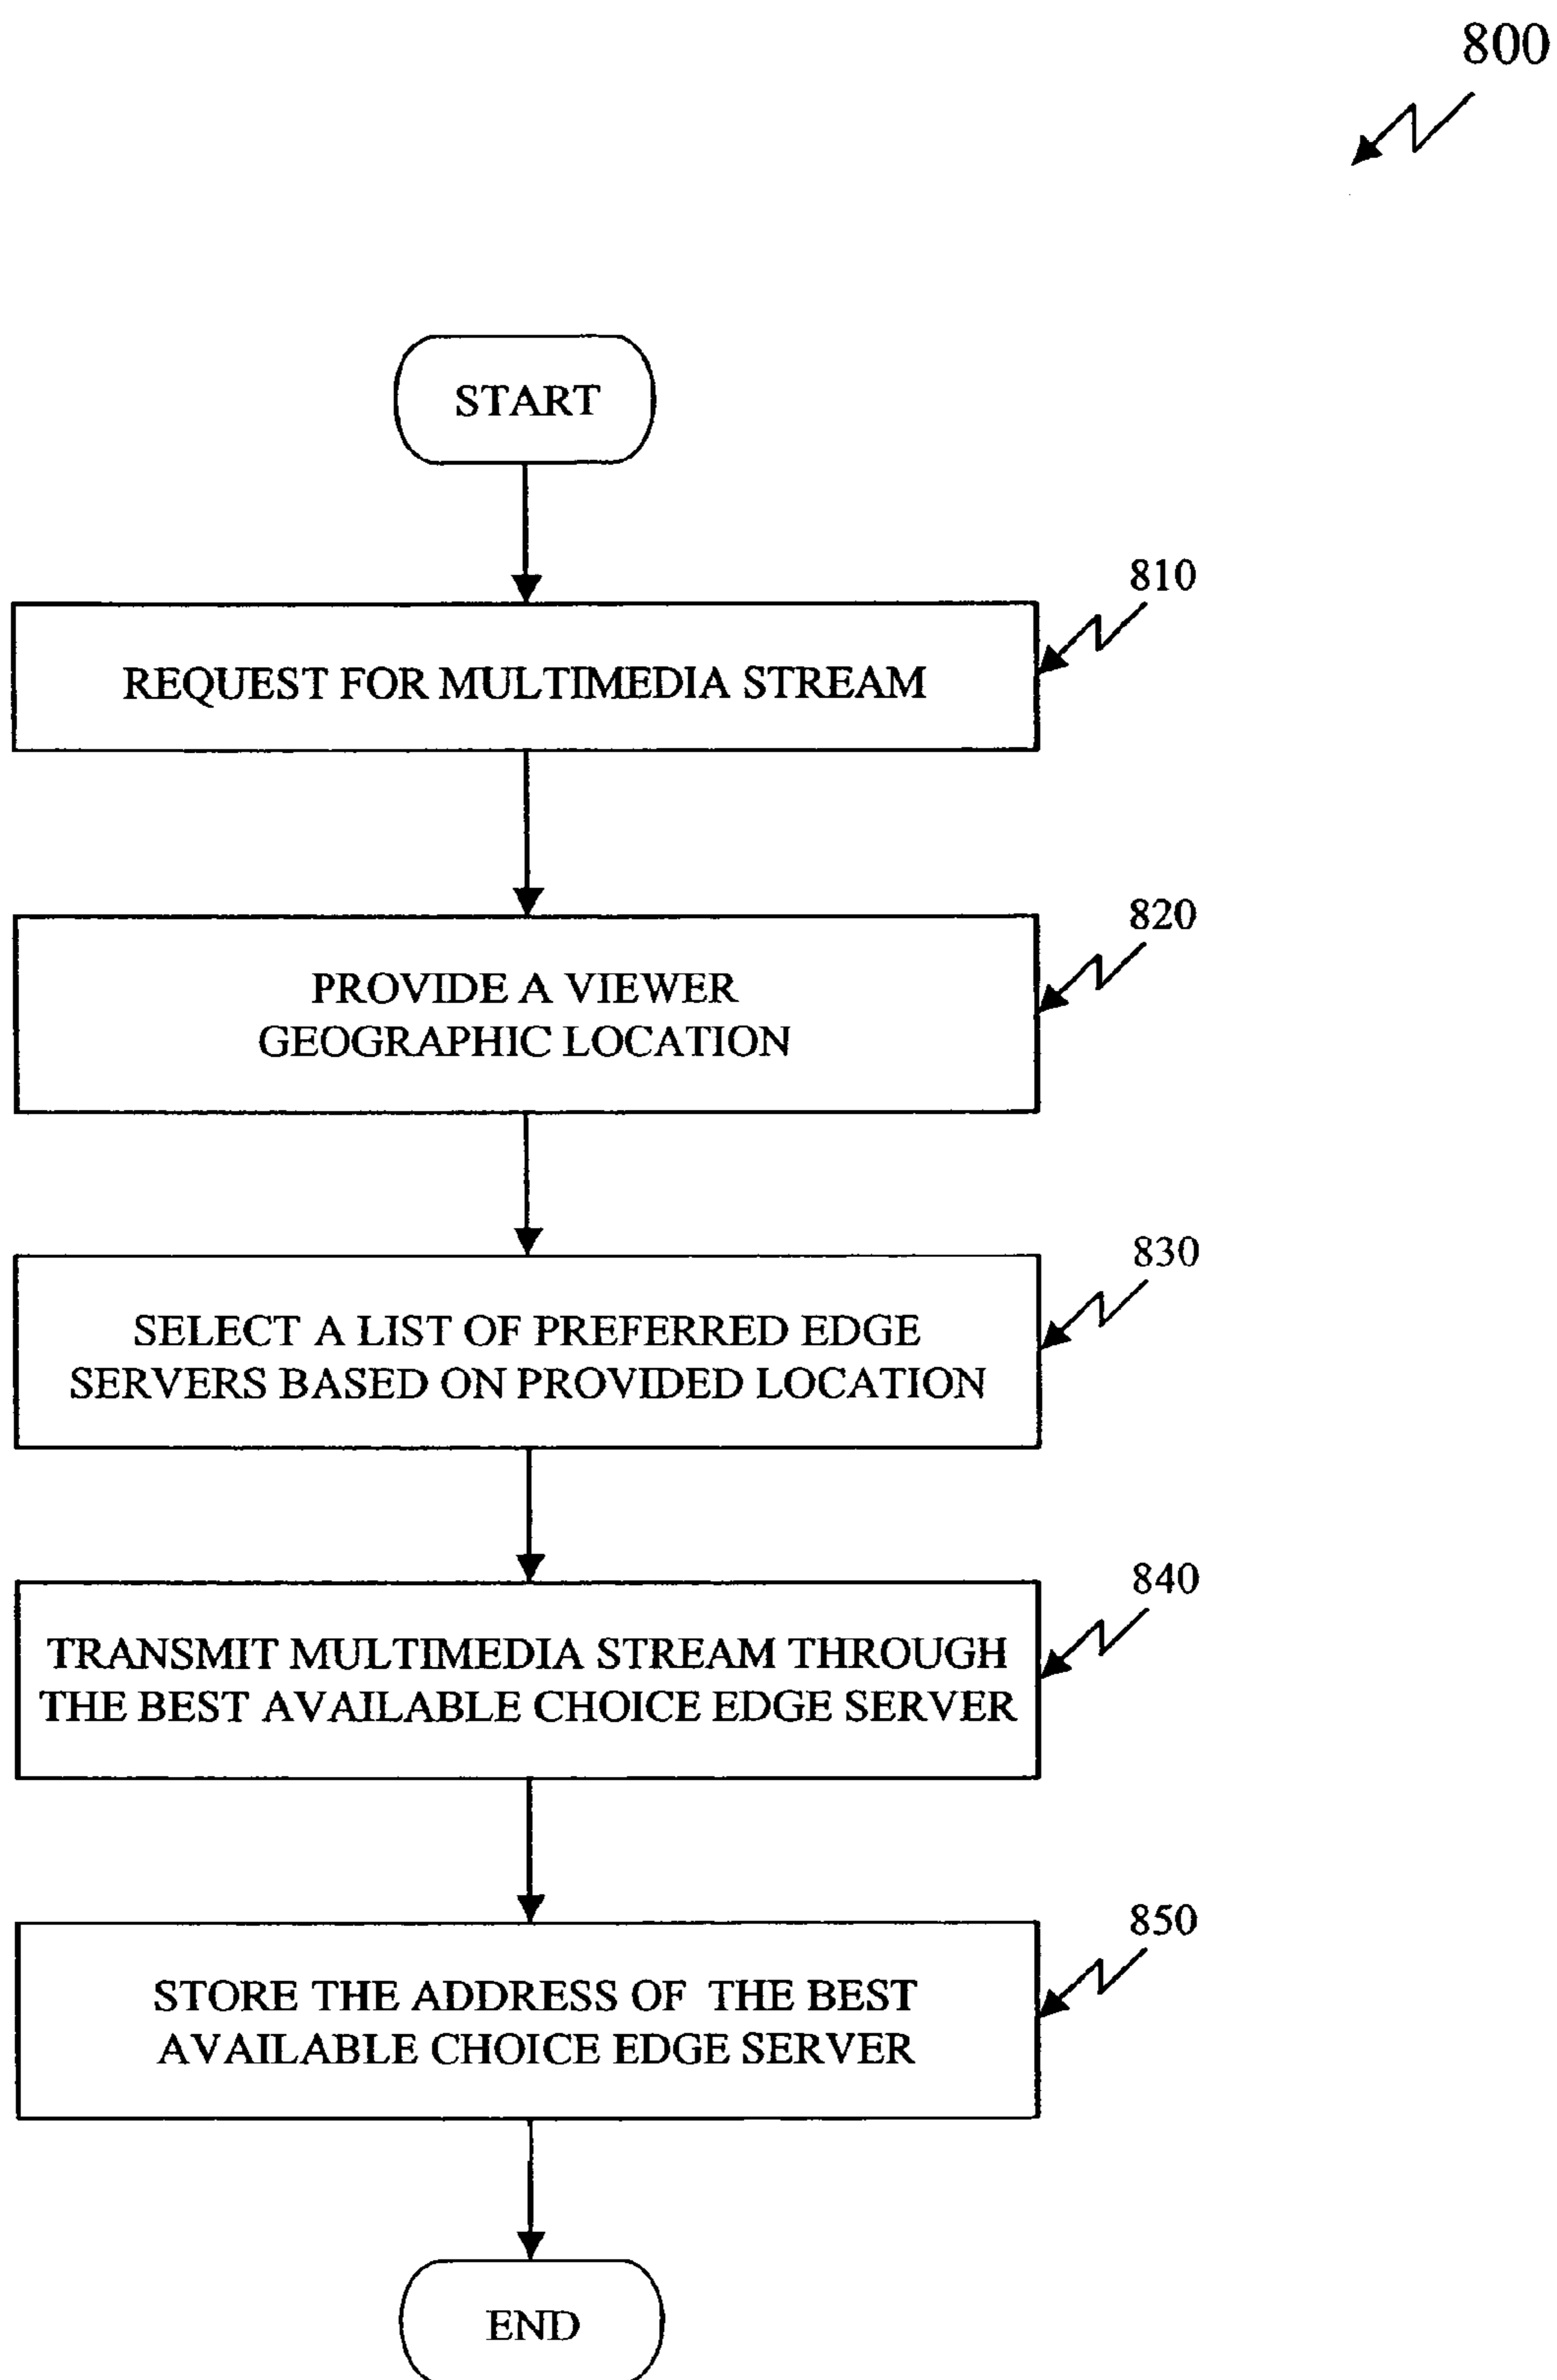 800
START
810
REQUEST FOR MULTIMEDIA STREAM
820
PROVIDE A VIEWER
GEOGRAPHIC LOCATION
830
SELECT A LIST OF PREFERRED EDGE
SERVERS BASED ON PROVIDED LOCATION
840
TRANSMIT MULTIMEDIA STREAM THROUGH
THE BEST AVAILABLE CHOICE EDGE SERVER
850
STORE THE ADDRESS OF THE BEST
AVAILABLE CHOICE EDGE SERVER
END